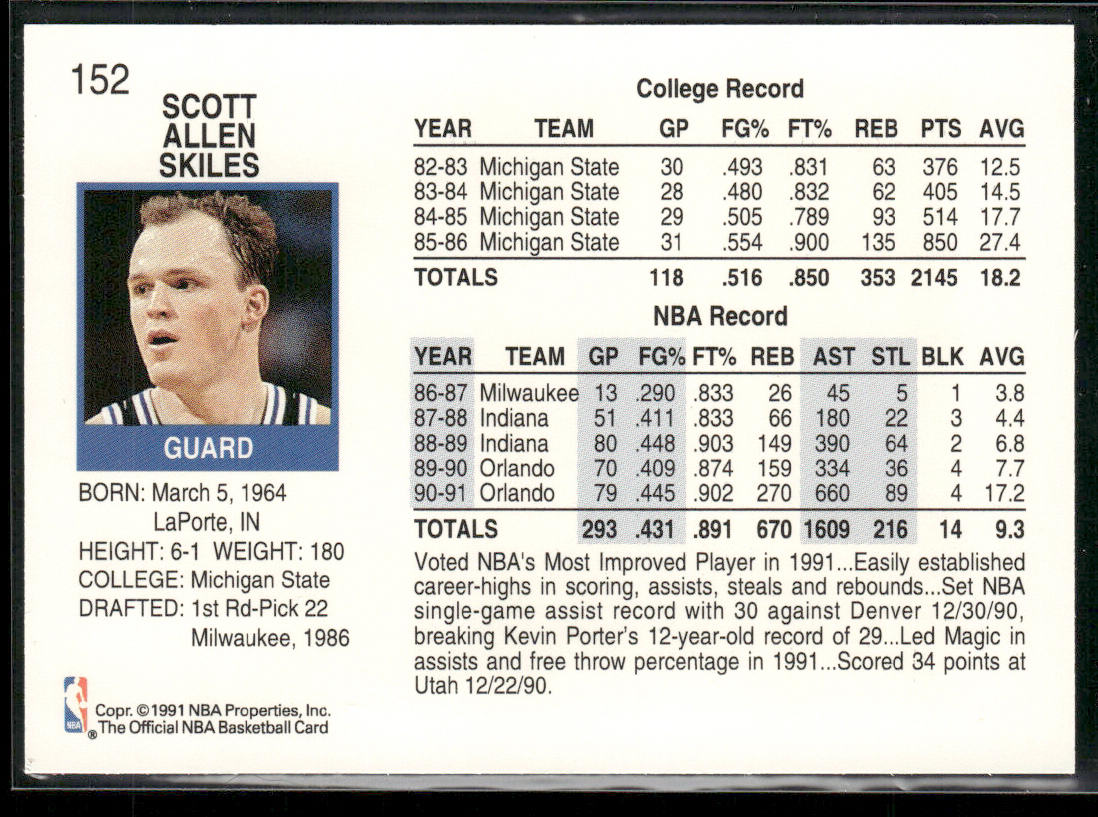 152
SCOTT
ALLEN
SKILES
GUARD
BORN: March 5, 1964
LaPorte, IN
HEIGHT: 6-1 WEIGHT: 180
COLLEGE: Michigan State
DRAFTED: 1st Rd-Pick 22
Milwaukee, 1986
NBA
®
Copr. ©1991 NBA Properties, Inc.
The Official NBA Basketball Card
College Record
YEAR TEAM GP FG% FT% REB PTS AVG
82-83 Michigan State 30 .493 .831 63 376 12.5
83-84 Michigan State 28 .480 .832 62 405 14.5
84-85 Michigan State 29 .505 .789 93 514 17.7
85-86 Michigan State 31 .554 .900 135 850 27.4
TOTALS 118 .516 .850 353 2145 18.2
NBA Record
YEAR TEAM GP FG% FT% REB AST STL BLK AVG
86-87 Milwaukee 13 .290 .833 26 45 5 1 3.8
87-88 Indiana 51 .411 .833 66 180 22 3 4.4
88-89 Indiana 80 .448 .903 149 390 64 2 6.8
89-90 Orlando 70 .409 .874 159 334 36 4 7.7
90-91 Orlando 79 .445 .902 270 660 89 4 17.2
TOTALS 293 .431 .891 670 1609 216 14 9.3
Voted NBA's Most Improved Player in 1991...Easily established
career-highs in scoring, assists, steals and rebounds...Set NBA
single-game assist record with 30 against Denver 12/30/90,
breaking Kevin Porter's 12-year-old record of 29...Led Magic in
assists and free throw percentage in 1991...Scored 34 points at
Utah 12/22/90.